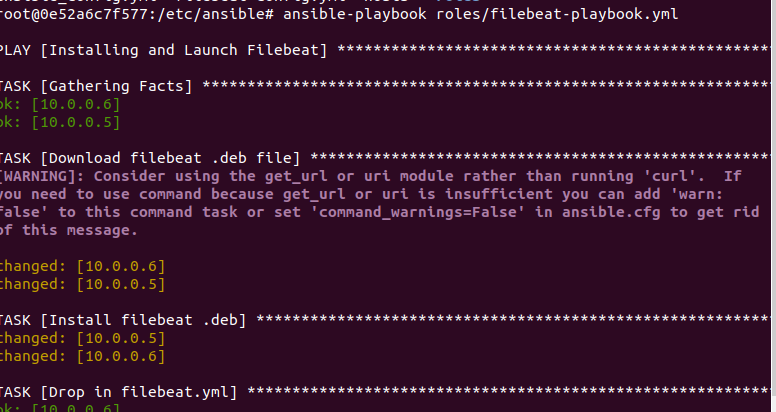 root@0e52a6c7f577:/etc/ansible# ansible-playbook roles/filebeat-playbook.yml
PLAY [Installing and Launch Filebeat] *************************************************
TASK [Gathering Facts] ****************************************************************
ok: [10.0.0.6]
ok: [10.0.0.5]
TASK [Download filebeat .deb file] ****************************************************
[WARNING]: Consider using the get_url or uri module rather than running 'curl'.  If
you need to use command because get_url or uri is insufficient you can add 'warn:
false' to this command task or set 'command_warnings=False' in ansible.cfg to get rid
of this message.
changed: [10.0.0.6]
changed: [10.0.0.5]
TASK [Install filebeat .deb] **********************************************************
changed: [10.0.0.5]
changed: [10.0.0.6]
TASK [Drop in filebeat.yml] ***********************************************************
ok: [10.0.0.6]